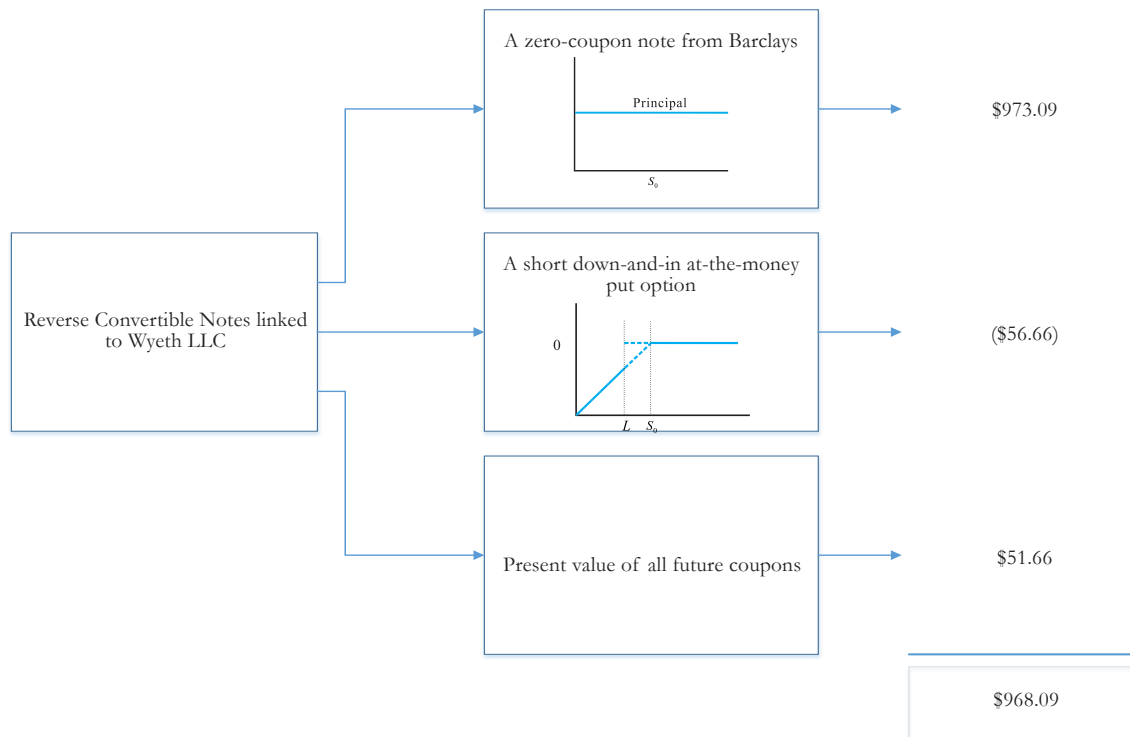 A zero-coupon note from Barclays
Principal
S₀
$973.09
Reverse Convertible Notes linked
to Wyeth LLC
A short down-and-in at-the-money
put option
0
L S₀
($56.66)
Present value of all future coupons
$51.66
$968.09